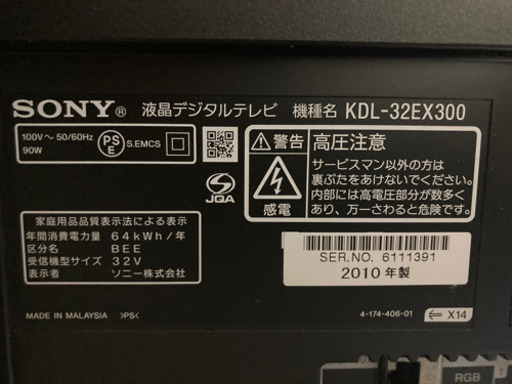 SONY® 液晶デジタルテレビ 機種名 KDL-32EX300
100V～50/60Hz
90W
PS
E
S.EMCS
JQA
警告
感電
高圧注意
サービスマン以外の方は
裏ぶたをあけないでください。
内部には高電圧部分が数多く
あり、万一さわると危険です。
家庭用品品質表示法による表示
年間消費電力量 64kWh/年
区分名 BEE
受信機型サイズ 32V
表示者 ソニー株式会社
SER.NO. 6111391
2010年製
MADE IN MALAYSIA >PS<
4-174-406-01
X14
RGB